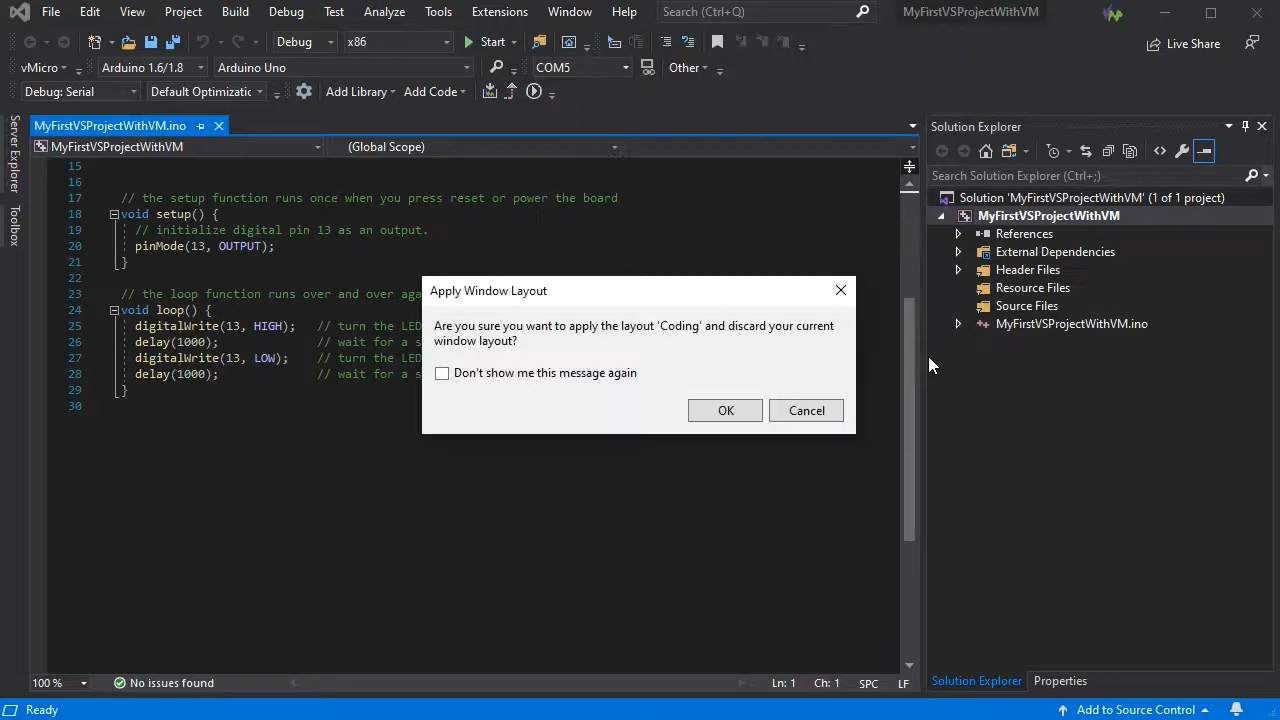 File Edit View Project Build Debug Test Analyze Tools Extensions Window Help Search (Ctrl+Q) MyFirstVSProjectWithVM
Debug x86 Start Live Share
vMicro Arduino 1.6/1.8 Arduino Uno COM5 Other
Debug: Serial Default Optimizatic Add Library Add Code
Server Explorer
Toolbox
MyFirstVSProjectWithVM.ino
MyFirstVSProjectWithVM (Global Scope)
15
16
17 // the setup function runs once when you press reset or power the board
18 void setup() {
19 // initialize digital pin 13 as an output.
20 pinMode(13, OUTPUT);
21 }
22
23 // the loop function runs over and over aga
24 void loop() {
25 digitalWrite(13, HIGH); // turn the LED
26 delay(1000); // wait for a s
27 digitalWrite(13, LOW); // turn the LED
28 delay(1000); // wait for a s
29 }
30
Apply Window Layout
Are you sure you want to apply the layout 'Coding' and discard your current
window layout?
Don't show me this message again
OK Cancel
Solution Explorer
Search Solution Explorer (Ctrl+;)
Solution 'MyFirstVSProjectWithVM' (1 of 1 project)
MyFirstVSProjectWithVM
References
External Dependencies
Header Files
Resource Files
Source Files
MyFirstVSProjectWithVM.ino
Solution Explorer Properties
100 % No issues found Ln: 1 Ch: 1 SPC LF
Ready Add to Source Control